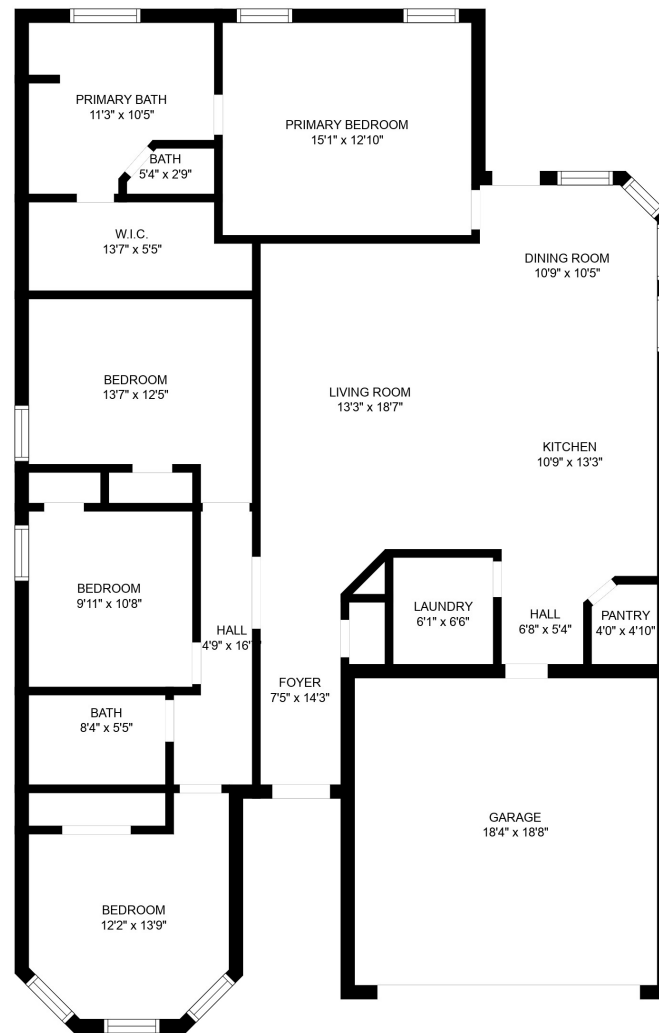 PRIMARY BATH
11'3" x 10'5"
PRIMARY BEDROOM
15'1" x 12'10"
BATH
5'4" x 2'9"
W.I.C.
13'7" x 5'5"
DINING ROOM
10'9" x 10'5"
BEDROOM
13'7" x 12'5"
LIVING ROOM
13'3" x 18'7"
KITCHEN
10'9" x 13'3"
BEDROOM
9'11" x 10'8"
LAUNDRY
6'1" x 6'6"
HALL
6'8" x 5'4"
PANTRY
4'0" x 4'10"
HALL
4'9" x 16'
FOYER
7'5" x 14'3"
BATH
8'4" x 5'5"
GARAGE
18'4" x 18'8"
BEDROOM
12'2" x 13'9"